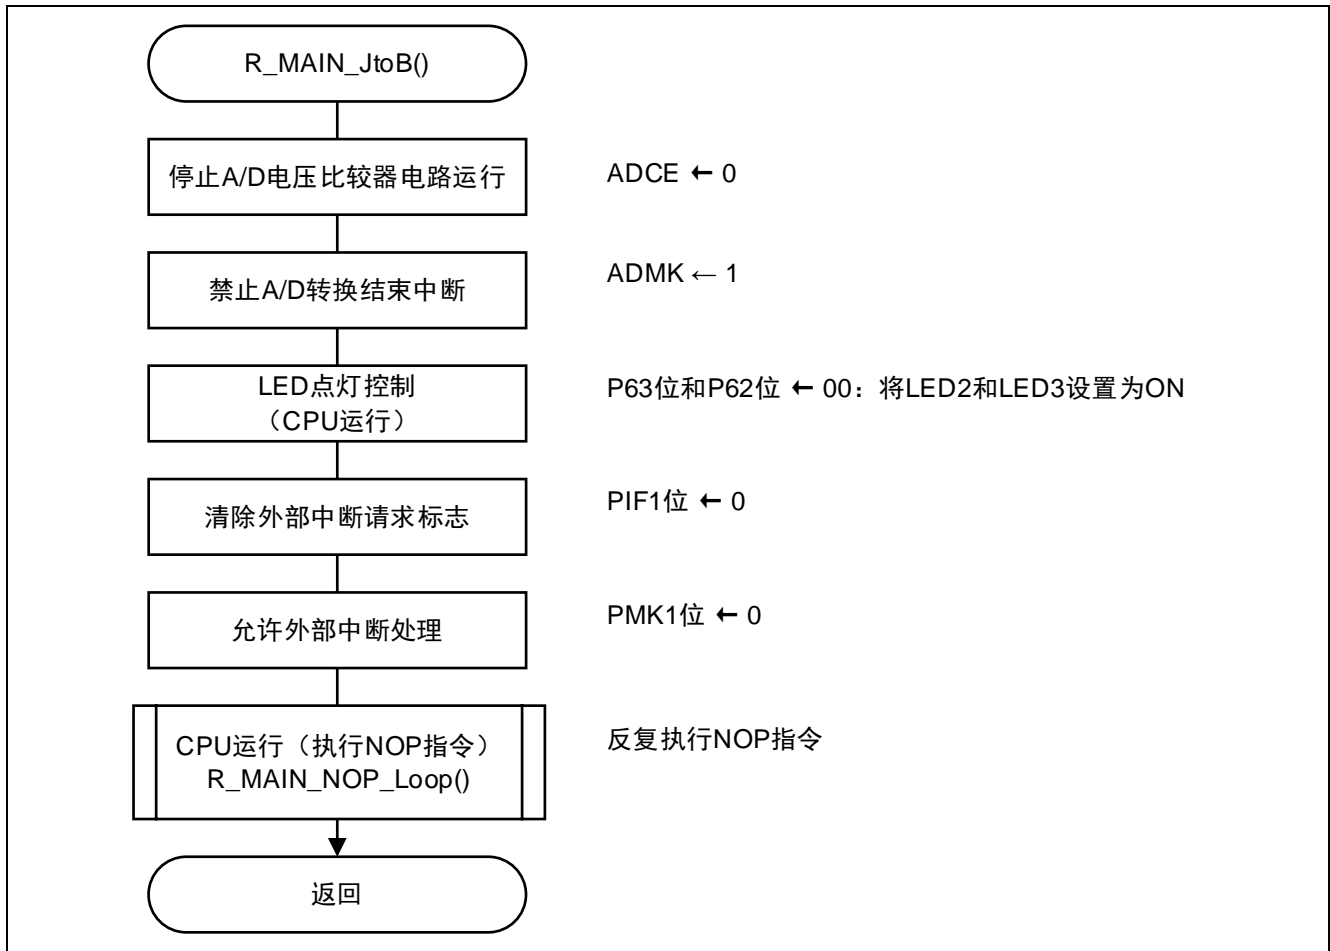 R_MAIN_JtoB()
停止A/D电压比较器电路运行
ADCE ← 0
禁止A/D转换结束中断
ADMK ← 1
LED点灯控制
（CPU运行）
P63位和P62位 ← 00：将LED2和LED3设置为ON
清除外部中断请求标志
PIF1位 ← 0
允许外部中断处理
PMK1位 ← 0
CPU运行（执行NOP指令）
R_MAIN_NOP_Loop()
反复执行NOP指令
返回